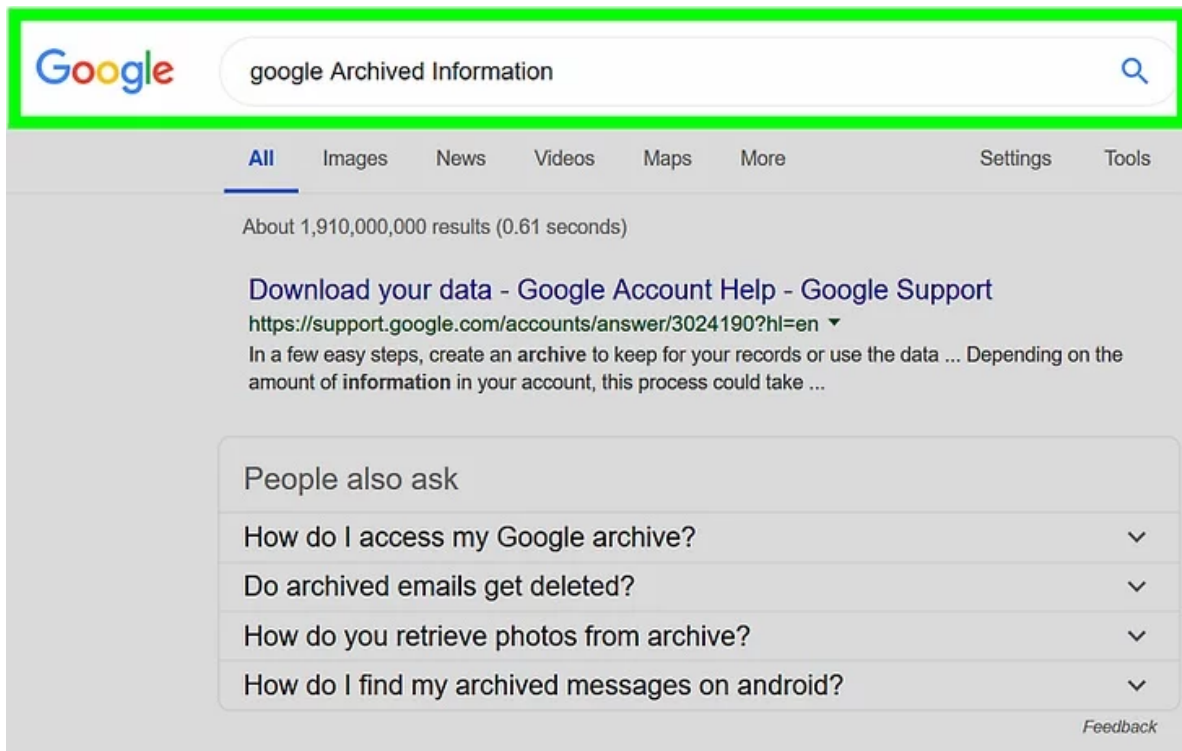 Google
google Archived Information
All Images News Videos Maps More Settings Tools
About 1,910,000,000 results (0.61 seconds)
Download your data - Google Account Help - Google Support
https://support.google.com/accounts/answer/3024190?hl=en
In a few easy steps, create an archive to keep for your records or use the data ... Depending on the
amount of information in your account, this process could take ...
People also ask
How do I access my Google archive?
Do archived emails get deleted?
How do you retrieve photos from archive?
How do I find my archived messages on android?
Feedback